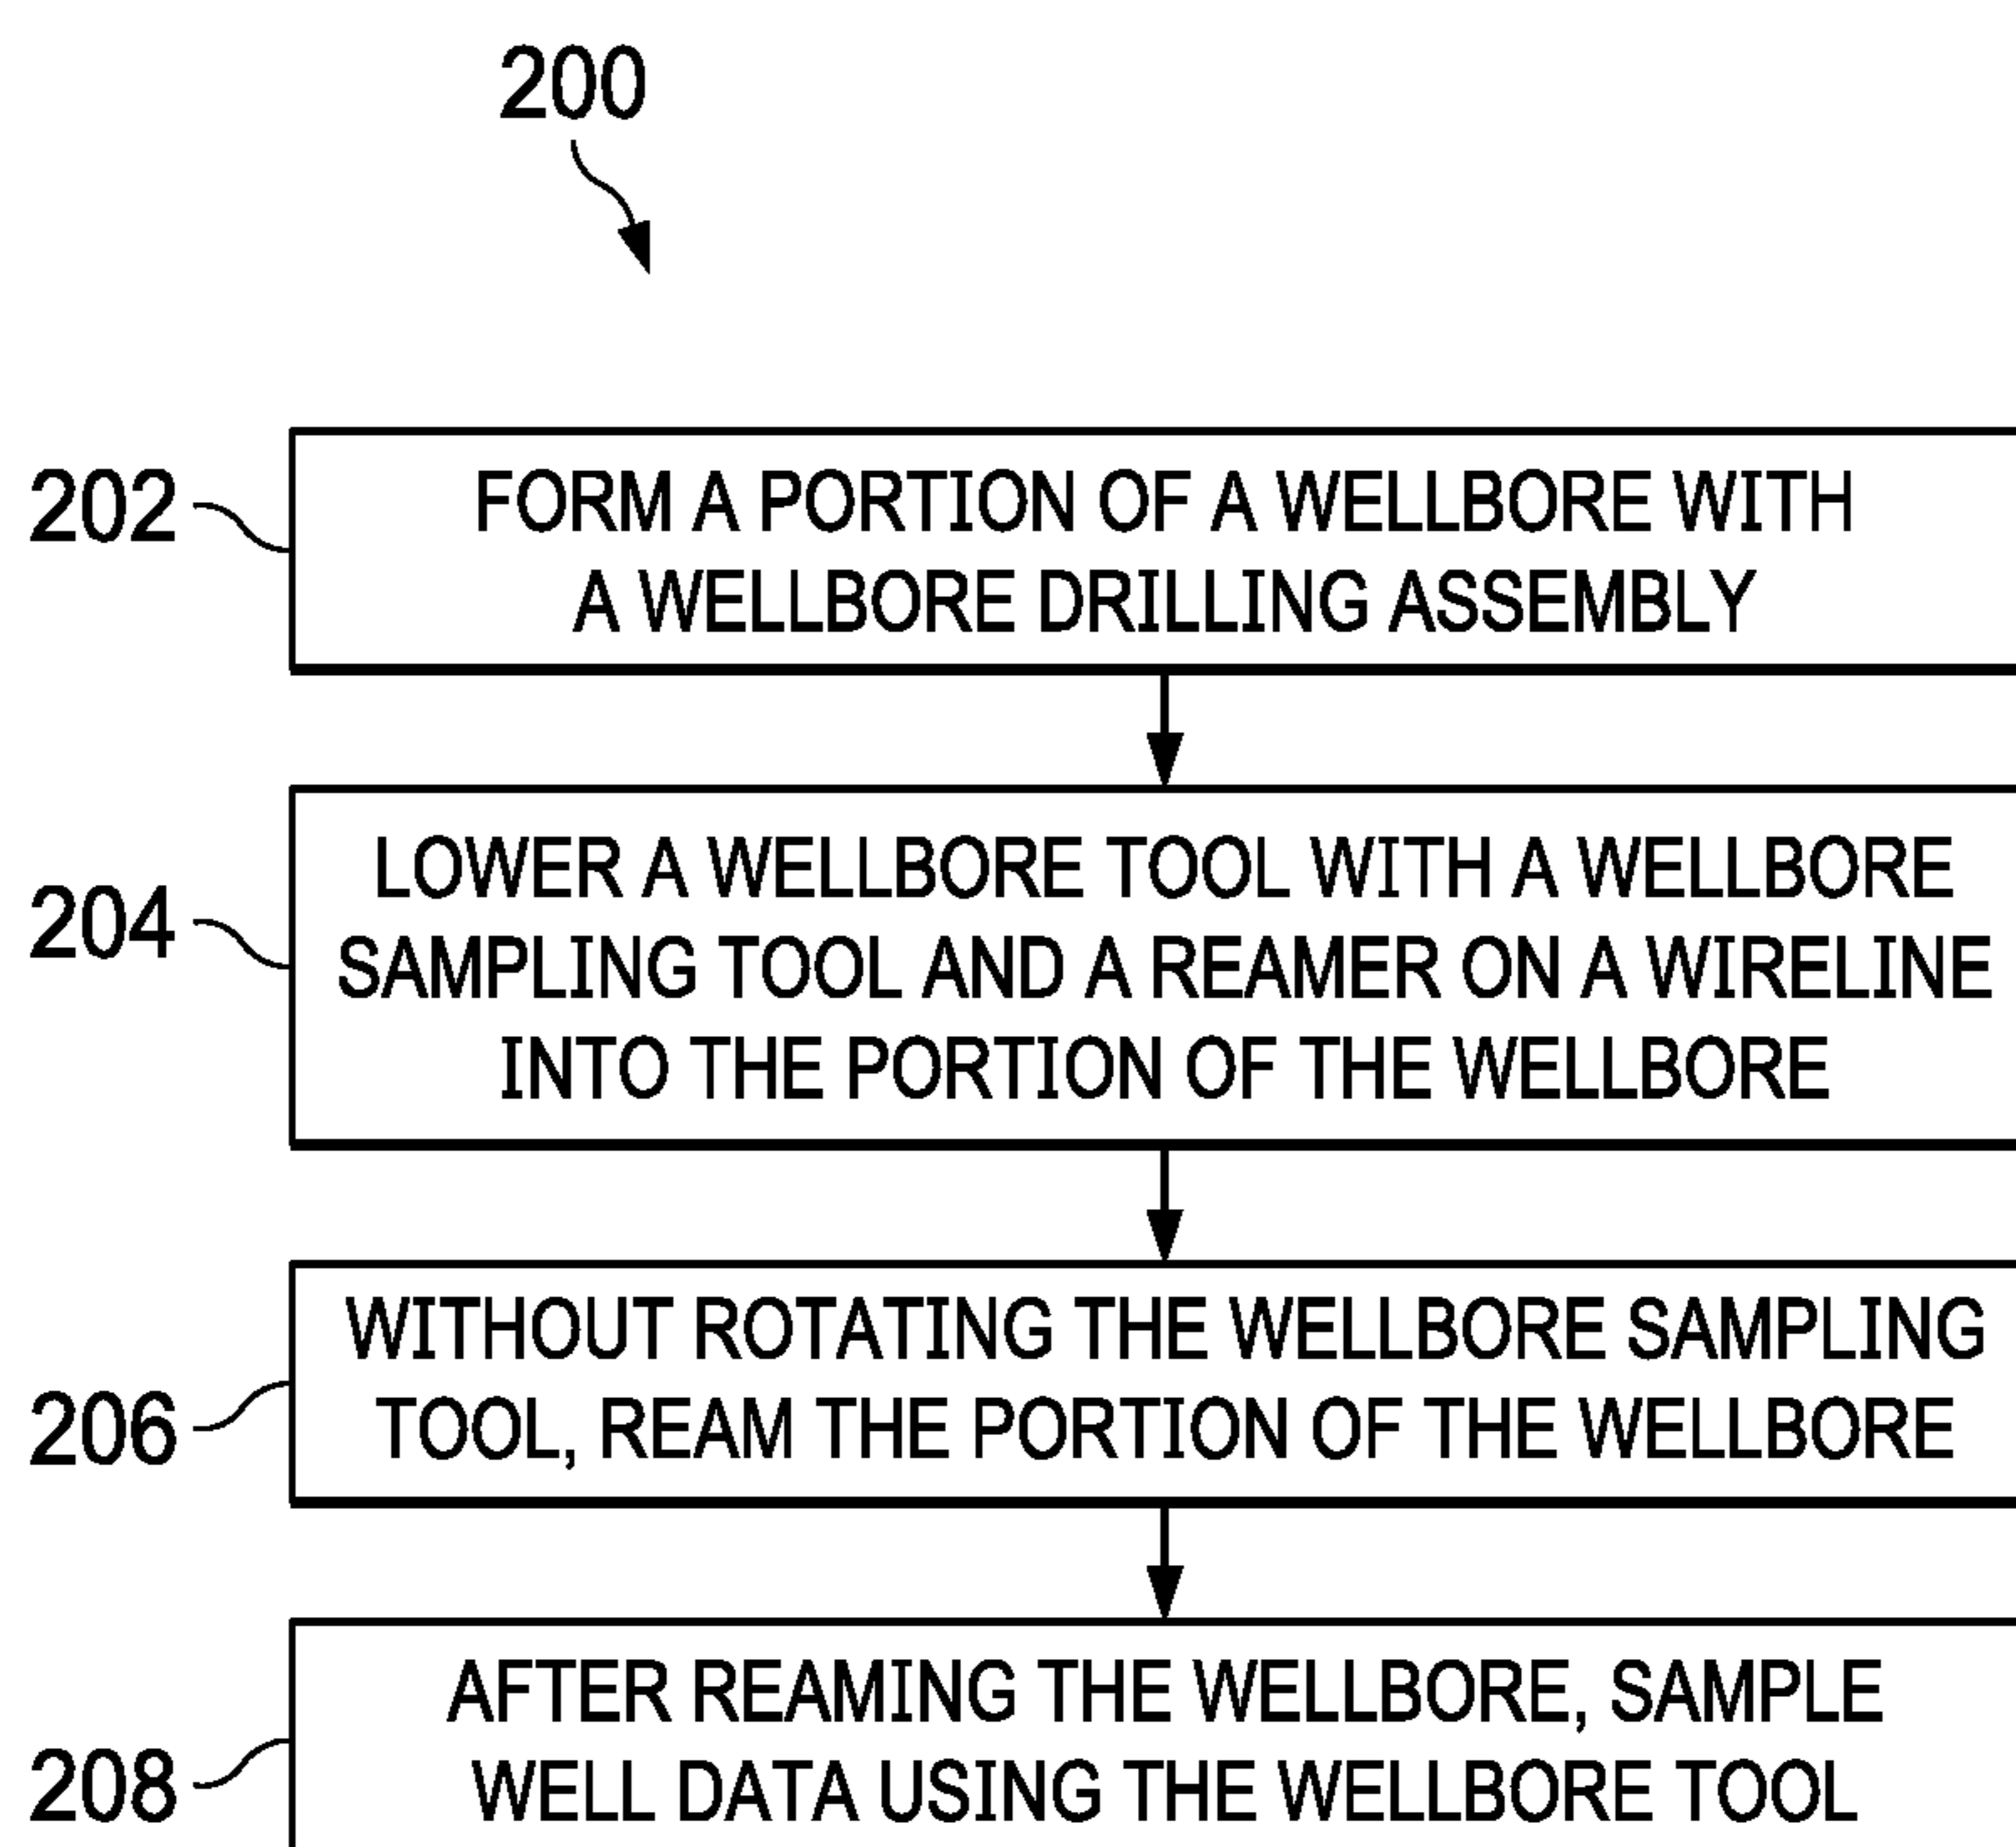 200
202
FORM A PORTION OF A WELLBORE WITH
A WELLBORE DRILLING ASSEMBLY
204
LOWER A WELLBORE TOOL WITH A WELLBORE
SAMPLING TOOL AND A REAMER ON A WIRELINE
INTO THE PORTION OF THE WELLBORE
206
WITHOUT ROTATING THE WELLBORE SAMPLING
TOOL, REAM THE PORTION OF THE WELLBORE
208
AFTER REAMING THE WELLBORE, SAMPLE
WELL DATA USING THE WELLBORE TOOL